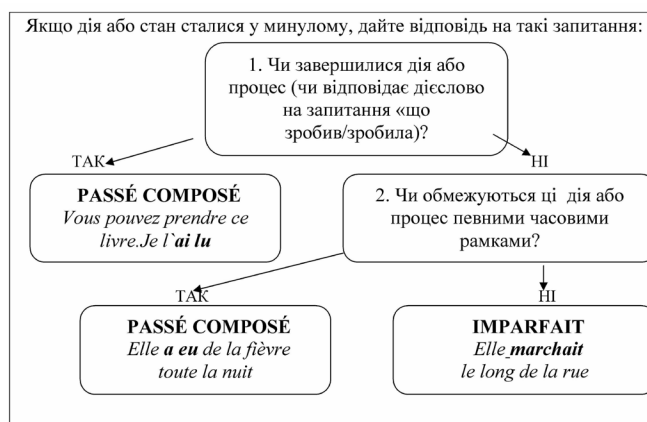 Якщо дія або стан сталися у минулому, дайте відповідь на такі запитання:
1. Чи завершилися дія або
процес (чи відповідає дієслово
на запитання «що
зробив/зробила)?
ТАК
НІ
PASSÉ COMPOSÉ
Vous pouvez prendre ce
livre.Je l`ai lu
2. Чи обмежуються ці дія або
процес певними часовими
рамками?
ТАК
НІ
PASSÉ COMPOSÉ
Elle a eu de la fièvre
toute la nuit
IMPARFAIT
Elle marchait
le long de la rue